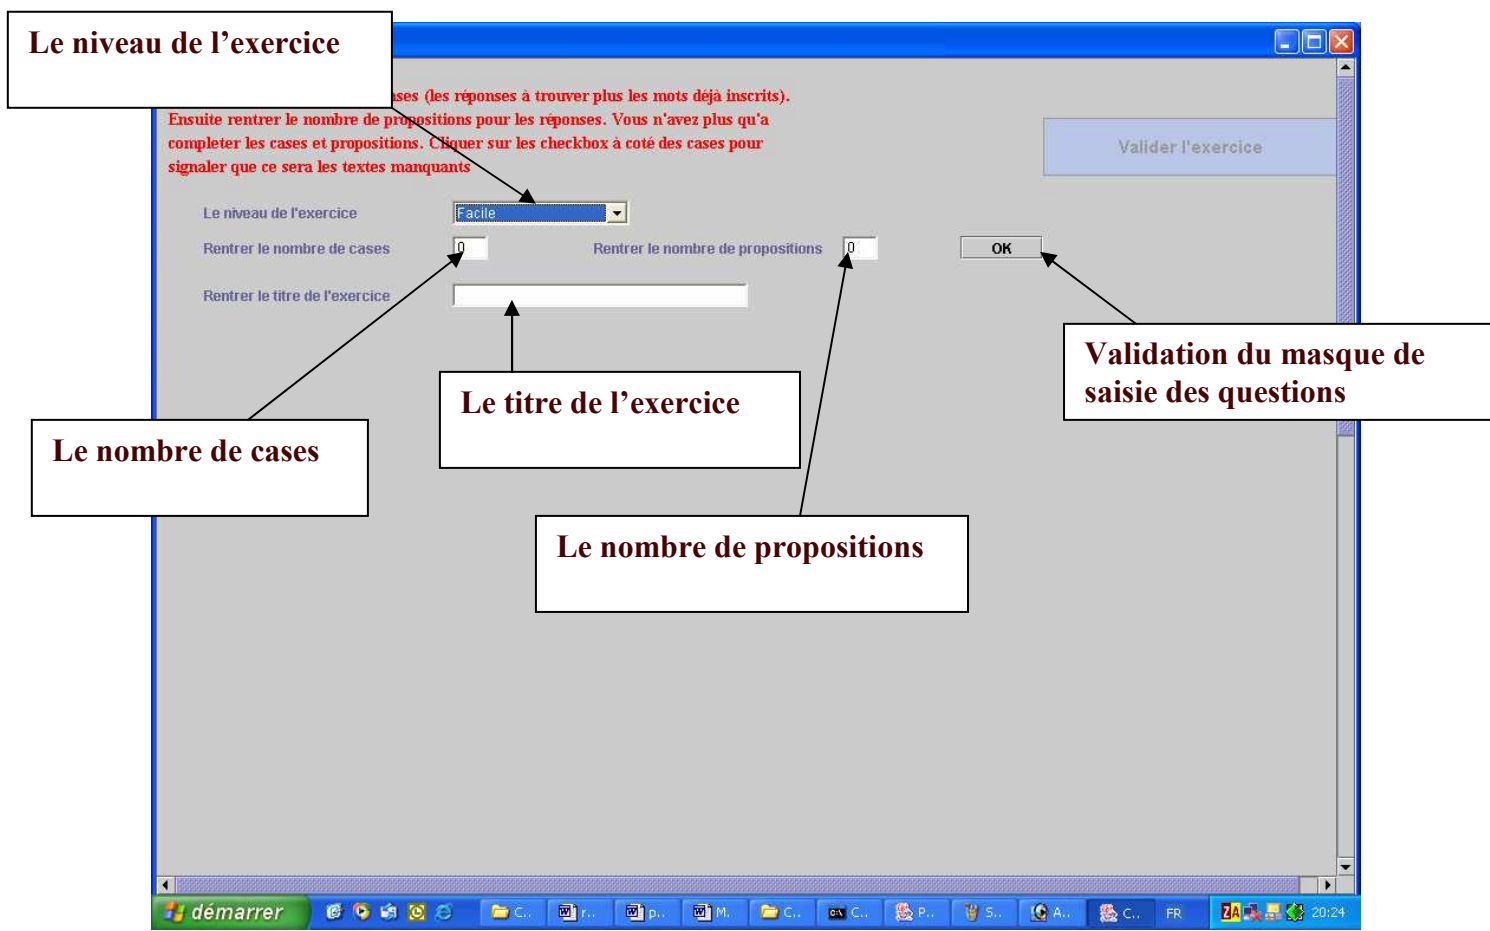 Le niveau de l’exercice
(les réponses à trouver plus les mots déjà inscrits).
Ensuite rentrer le nombre de propositions pour les réponses. Vous n'avez plus qu'a
completer les cases et propositions. Cliquer sur les checkbox à coté des cases pour
signaler que ce sera les textes manquants
Valider l'exercice
Le niveau de l'exercice
Facile
Rentrer le nombre de cases
0
Rentrer le nombre de propositions
0
OK
Rentrer le titre de l'exercice
Validation du masque de
saisie des questions
Le titre de l’exercice
Le nombre de cases
Le nombre de propositions
démarrer
C..
r..
p..
M.
C..
C..
P..
S..
A..
C..
FR
ZA
20:24